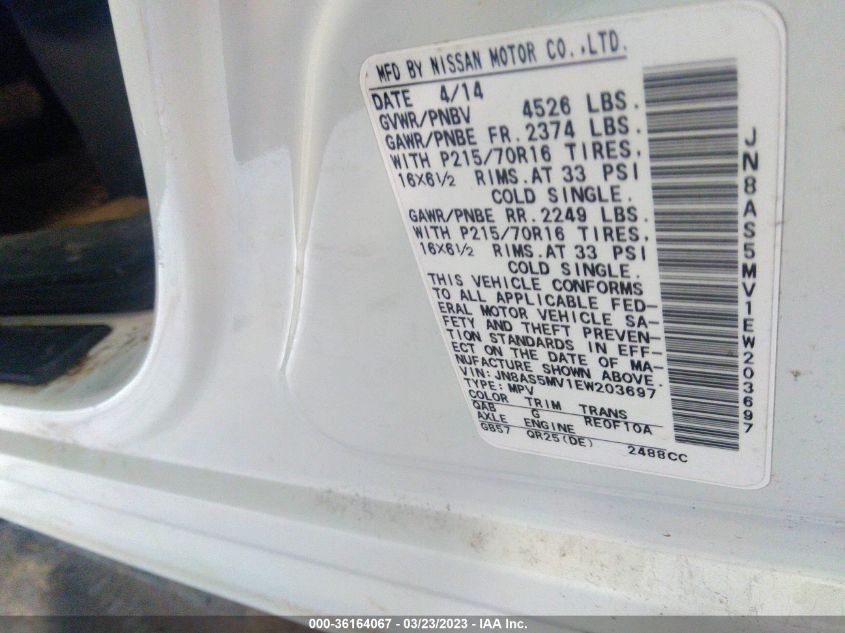 MFD BY NISSAN MOTOR CO.,LTD.
DATE 4/14
GVWR/PNBV 4526 LBS.
GAWR/PNBE FR. 2374 LBS.
WITH P215/70R16 TIRES,
16X6½ RIMS.AT 33 PSI
COLD SINGLE.
GAWR/PNBE RR. 2249 LBS.
WITH P215/70R16 TIRES,
16X6½ RIMS.AT 33 PSI
COLD SINGLE.
THIS VEHICLE CONFORMS
TO ALL APPLICABLE FED-
ERAL MOTOR VEHICLE SA-
FETY AND THEFT PREVEN-
TION STANDARDS IN EFF-
ECT ON THE DATE OF MA-
NUFACTURE SHOWN ABOVE.
VIN: JN8AS5MV1EW203697
TYPE: MPV
COLOR TRIM TRANS
QAB G RE0F10A
AXLE ENGINE
GB57 QR25(DE) 2488CC
JN8AS5MV1EW203697
000-36164067 - 03/23/2023 - IAA Inc.